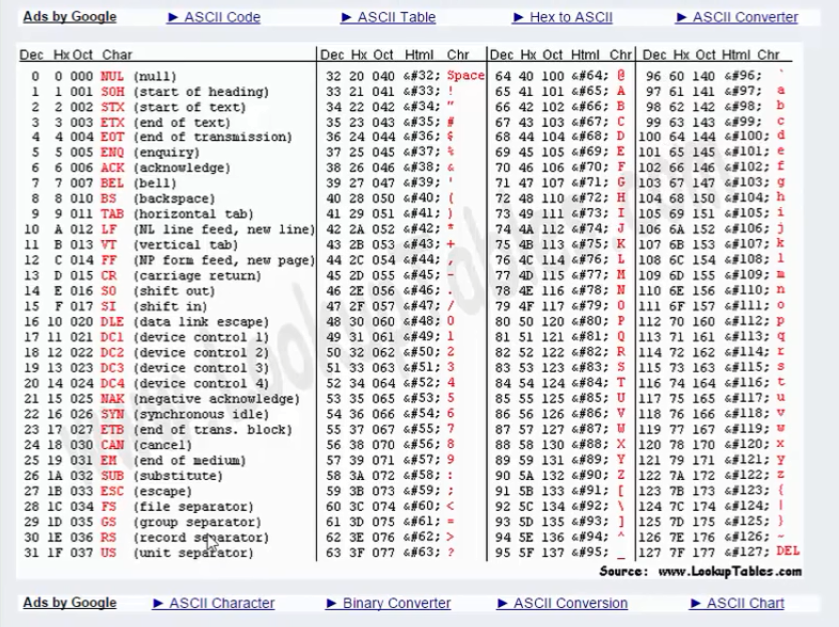 Ads by Google ► ASCII Code ► ASCII Table ► Hex to ASCII ► ASCII Converter
Dec Hx Oct Char Dec Hx Oct Html Chr Dec Hx Oct Html Chr Dec Hx Oct Html Chr
0 0 000 NUL (null) 32 20 040 &#32; Space 64 40 100 &#64; @ 96 60 140 &#96; `
1 1 001 SOH (start of heading) 33 21 041 &#33; ! 65 41 101 &#65; A 97 61 141 &#97; a
2 2 002 STX (start of text) 34 22 042 &#34; " 66 42 102 &#66; B 98 62 142 &#98; b
3 3 003 ETX (end of text) 35 23 043 &#35; # 67 43 103 &#67; C 99 63 143 &#99; c
4 4 004 EOT (end of transmission) 36 24 044 &#36; $ 68 44 104 &#68; D 100 64 144 &#100; d
5 5 005 ENQ (enquiry) 37 25 045 &#37; % 69 45 105 &#69; E 101 65 145 &#101; e
6 6 006 ACK (acknowledge) 38 26 046 &#38; & 70 46 106 &#70; F 102 66 146 &#102; f
7 7 007 BEL (bell) 39 27 047 &#39; ' 71 47 107 &#71; G 103 67 147 &#103; g
8 8 010 BS (backspace) 40 28 050 &#40; ( 72 48 110 &#72; H 104 68 150 &#104; h
9 9 011 TAB (horizontal tab) 41 29 051 &#41; ) 73 49 111 &#73; I 105 69 151 &#105; i
10 A 012 LF (NL line feed, new line) 42 2A 052 &#42; * 74 4A 112 &#74; J 106 6A 152 &#106; j
11 B 013 VT (vertical tab) 43 2B 053 &#43; + 75 4B 113 &#75; K 107 6B 153 &#107; k
12 C 014 FF (NP form feed, new page) 44 2C 054 &#44; , 76 4C 114 &#76; L 108 6C 154 &#108; l
13 D 015 CR (carriage return) 45 2D 055 &#45; - 77 4D 115 &#77; M 109 6D 155 &#109; m
14 E 016 SO (shift out) 46 2E 056 &#46; . 78 4E 116 &#78; N 110 6E 156 &#110; n
15 F 017 SI (shift in) 47 2F 057 &#47; / 79 4F 117 &#79; O 111 6F 157 &#111; o
16 10 020 DLE (data link escape) 48 30 060 &#48; 0 80 50 120 &#80; P 112 70 160 &#112; p
17 11 021 DC1 (device control 1) 49 31 061 &#49; 1 81 51 121 &#81; Q 113 71 161 &#113; q
18 12 022 DC2 (device control 2) 50 32 062 &#50; 2 82 52 122 &#82; R 114 72 162 &#114; r
19 13 023 DC3 (device control 3) 51 33 063 &#51; 3 83 53 123 &#83; S 115 73 163 &#115; s
20 14 024 DC4 (device control 4) 52 34 064 &#52; 4 84 54 124 &#84; T 116 74 164 &#116; t
21 15 025 NAK (negative acknowledge) 53 35 065 &#53; 5 85 55 125 &#85; U 117 75 165 &#117; u
22 16 026 SYN (synchronous idle) 54 36 066 &#54; 6 86 56 126 &#86; V 118 76 166 &#118; v
23 17 027 ETB (end of trans. block) 55 37 067 &#55; 7 87 57 127 &#87; W 119 77 167 &#119; w
24 18 030 CAN (cancel) 56 38 070 &#56; 8 88 58 130 &#88; X 120 78 170 &#120; x
25 19 031 EM (end of medium) 57 39 071 &#57; 9 89 59 131 &#89; Y 121 79 171 &#121; y
26 1A 032 SUB (substitute) 58 3A 072 &#58; : 90 5A 132 &#90; Z 122 7A 172 &#122; z
27 1B 033 ESC (escape) 59 3B 073 &#59; ; 91 5B 133 &#91; [ 123 7B 173 &#123; {
28 1C 034 FS (file separator) 60 3C 074 &#60; < 92 5C 134 &#92; \ 124 7C 174 &#124; |
29 1D 035 GS (group separator) 61 3D 075 &#61; = 93 5D 135 &#93; ] 125 7D 175 &#125; }
30 1E 036 RS (record separator) 62 3E 076 &#62; > 94 5E 136 &#94; ^ 126 7E 176 &#126; ~
31 1F 037 US (unit separator) 63 3F 077 &#63; ? 95 5F 137 &#95; _ 127 7F 177 &#127; DEL
Source: www.LookupTables.com
Ads by Google ► ASCII Character ► Binary Converter ► ASCII Conversion ► ASCII Chart